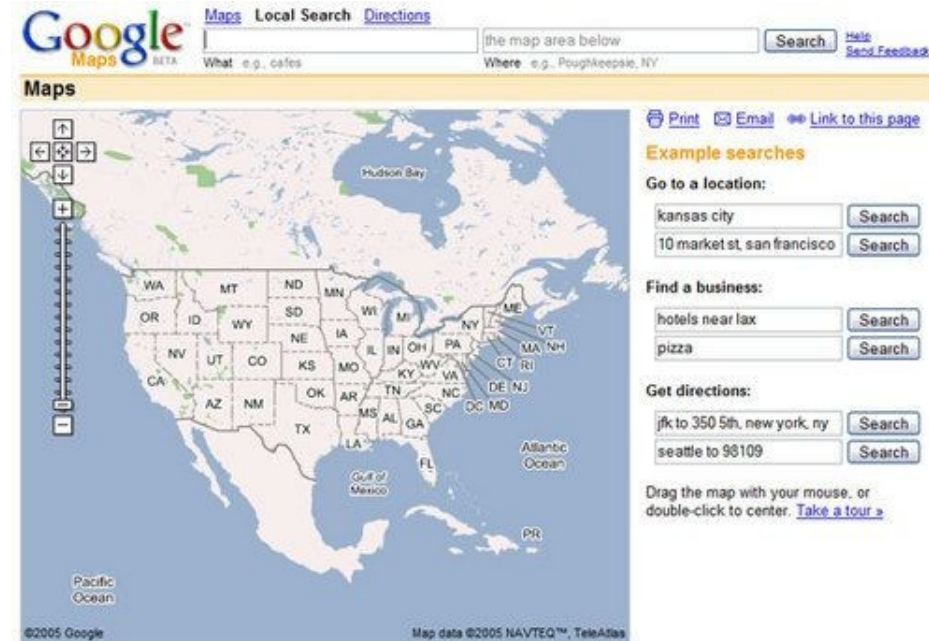 Google
Maps BETA
Maps Local Search Directions
the map area below
Search
Help
Send Feedback
What e.g., cafes
Where e.g., Poughkeepsie, NY
Maps
Print Email Link to this page
Example searches
Go to a location:
kansas city Search
10 market st, san francisco Search
Find a business:
hotels near lax Search
pizza Search
Get directions:
jfk to 350 5th, new york, ny Search
seattle to 98109 Search
Drag the map with your mouse, or
double-click to center. Take a tour »
Hudson Bay
WA MT ND MN
OR ID WY SD WI MI NY ME
VT
NE IA MA NH
NV UT CO KS MO IL IN OH PA CT RI
CA KY WV VA DE NJ
AZ NM OK AR TN NC DC MD
TX MS AL GA SC
LA FL
Atlantic
Ocean
Gulf of
Mexico
PR
Pacific
Ocean
©2005 Google Map data ©2005 NAVTEQ™, TeleAtlas